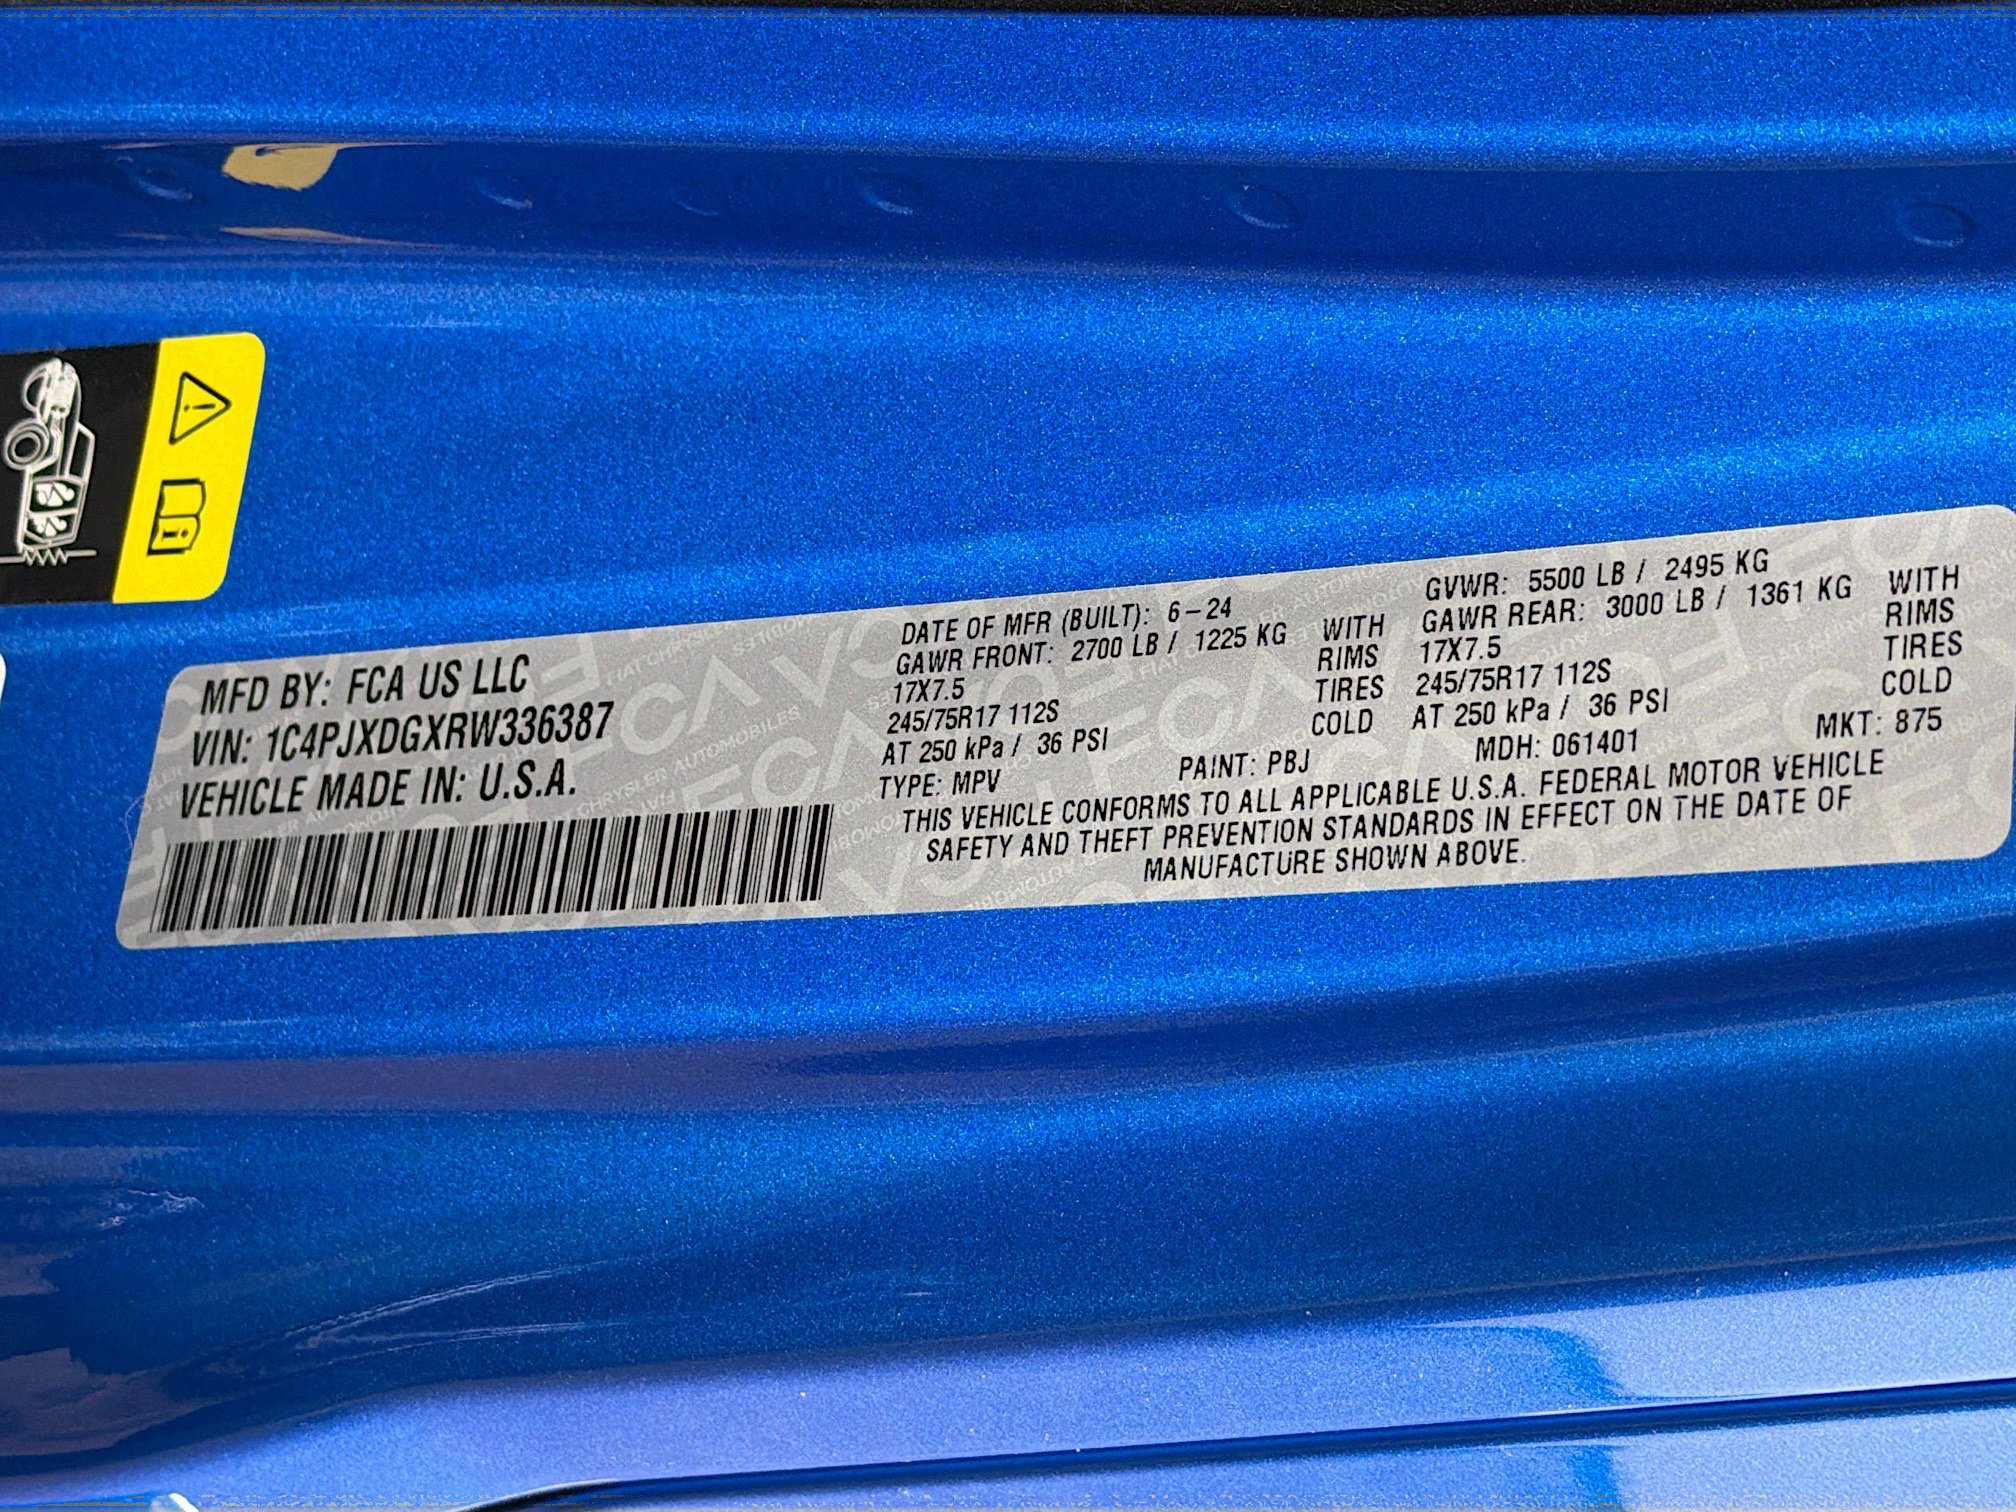 MFD BY: FCA US LLC
VIN: 1C4PJXDGXRW336387
VEHICLE MADE IN: U.S.A.
DATE OF MFR (BUILT): 6-24
GAWR FRONT: 2700 LB / 1225 KG WITH
17X7.5 RIMS
245/75R17 112S TIRES
AT 250 kPa / 36 PSI COLD
TYPE: MPV
PAINT: PBJ
GVWR: 5500 LB / 2495 KG
GAWR REAR: 3000 LB / 1361 KG WITH
17X7.5 RIMS
245/75R17 112S TIRES
AT 250 kPa / 36 PSI COLD
MDH: 061401
MKT: 875
THIS VEHICLE CONFORMS TO ALL APPLICABLE U.S.A. FEDERAL MOTOR VEHICLE
SAFETY AND THEFT PREVENTION STANDARDS IN EFFECT ON THE DATE OF
MANUFACTURE SHOWN ABOVE.